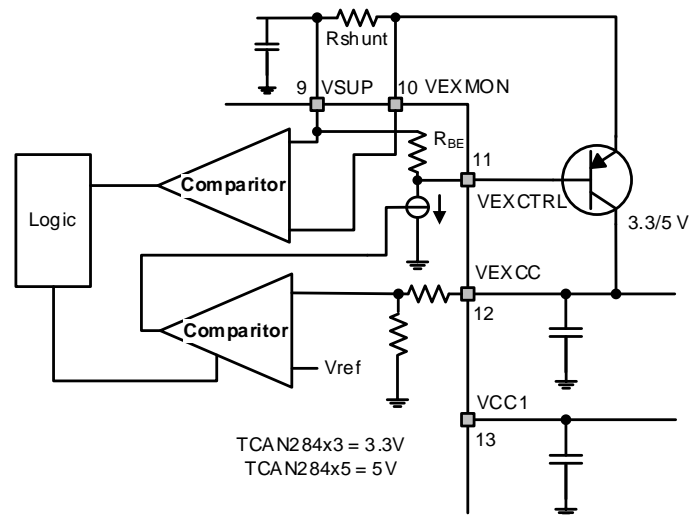 Rshunt
9 VSUP
10 VEXMON
RBE
11
VEXCTRL
Comparitor
Logic
3.3/5 V
VEXCC
12
Comparitor
Vref
VCC1
13
TCAN284x3 = 3.3V
TCAN284x5 = 5V